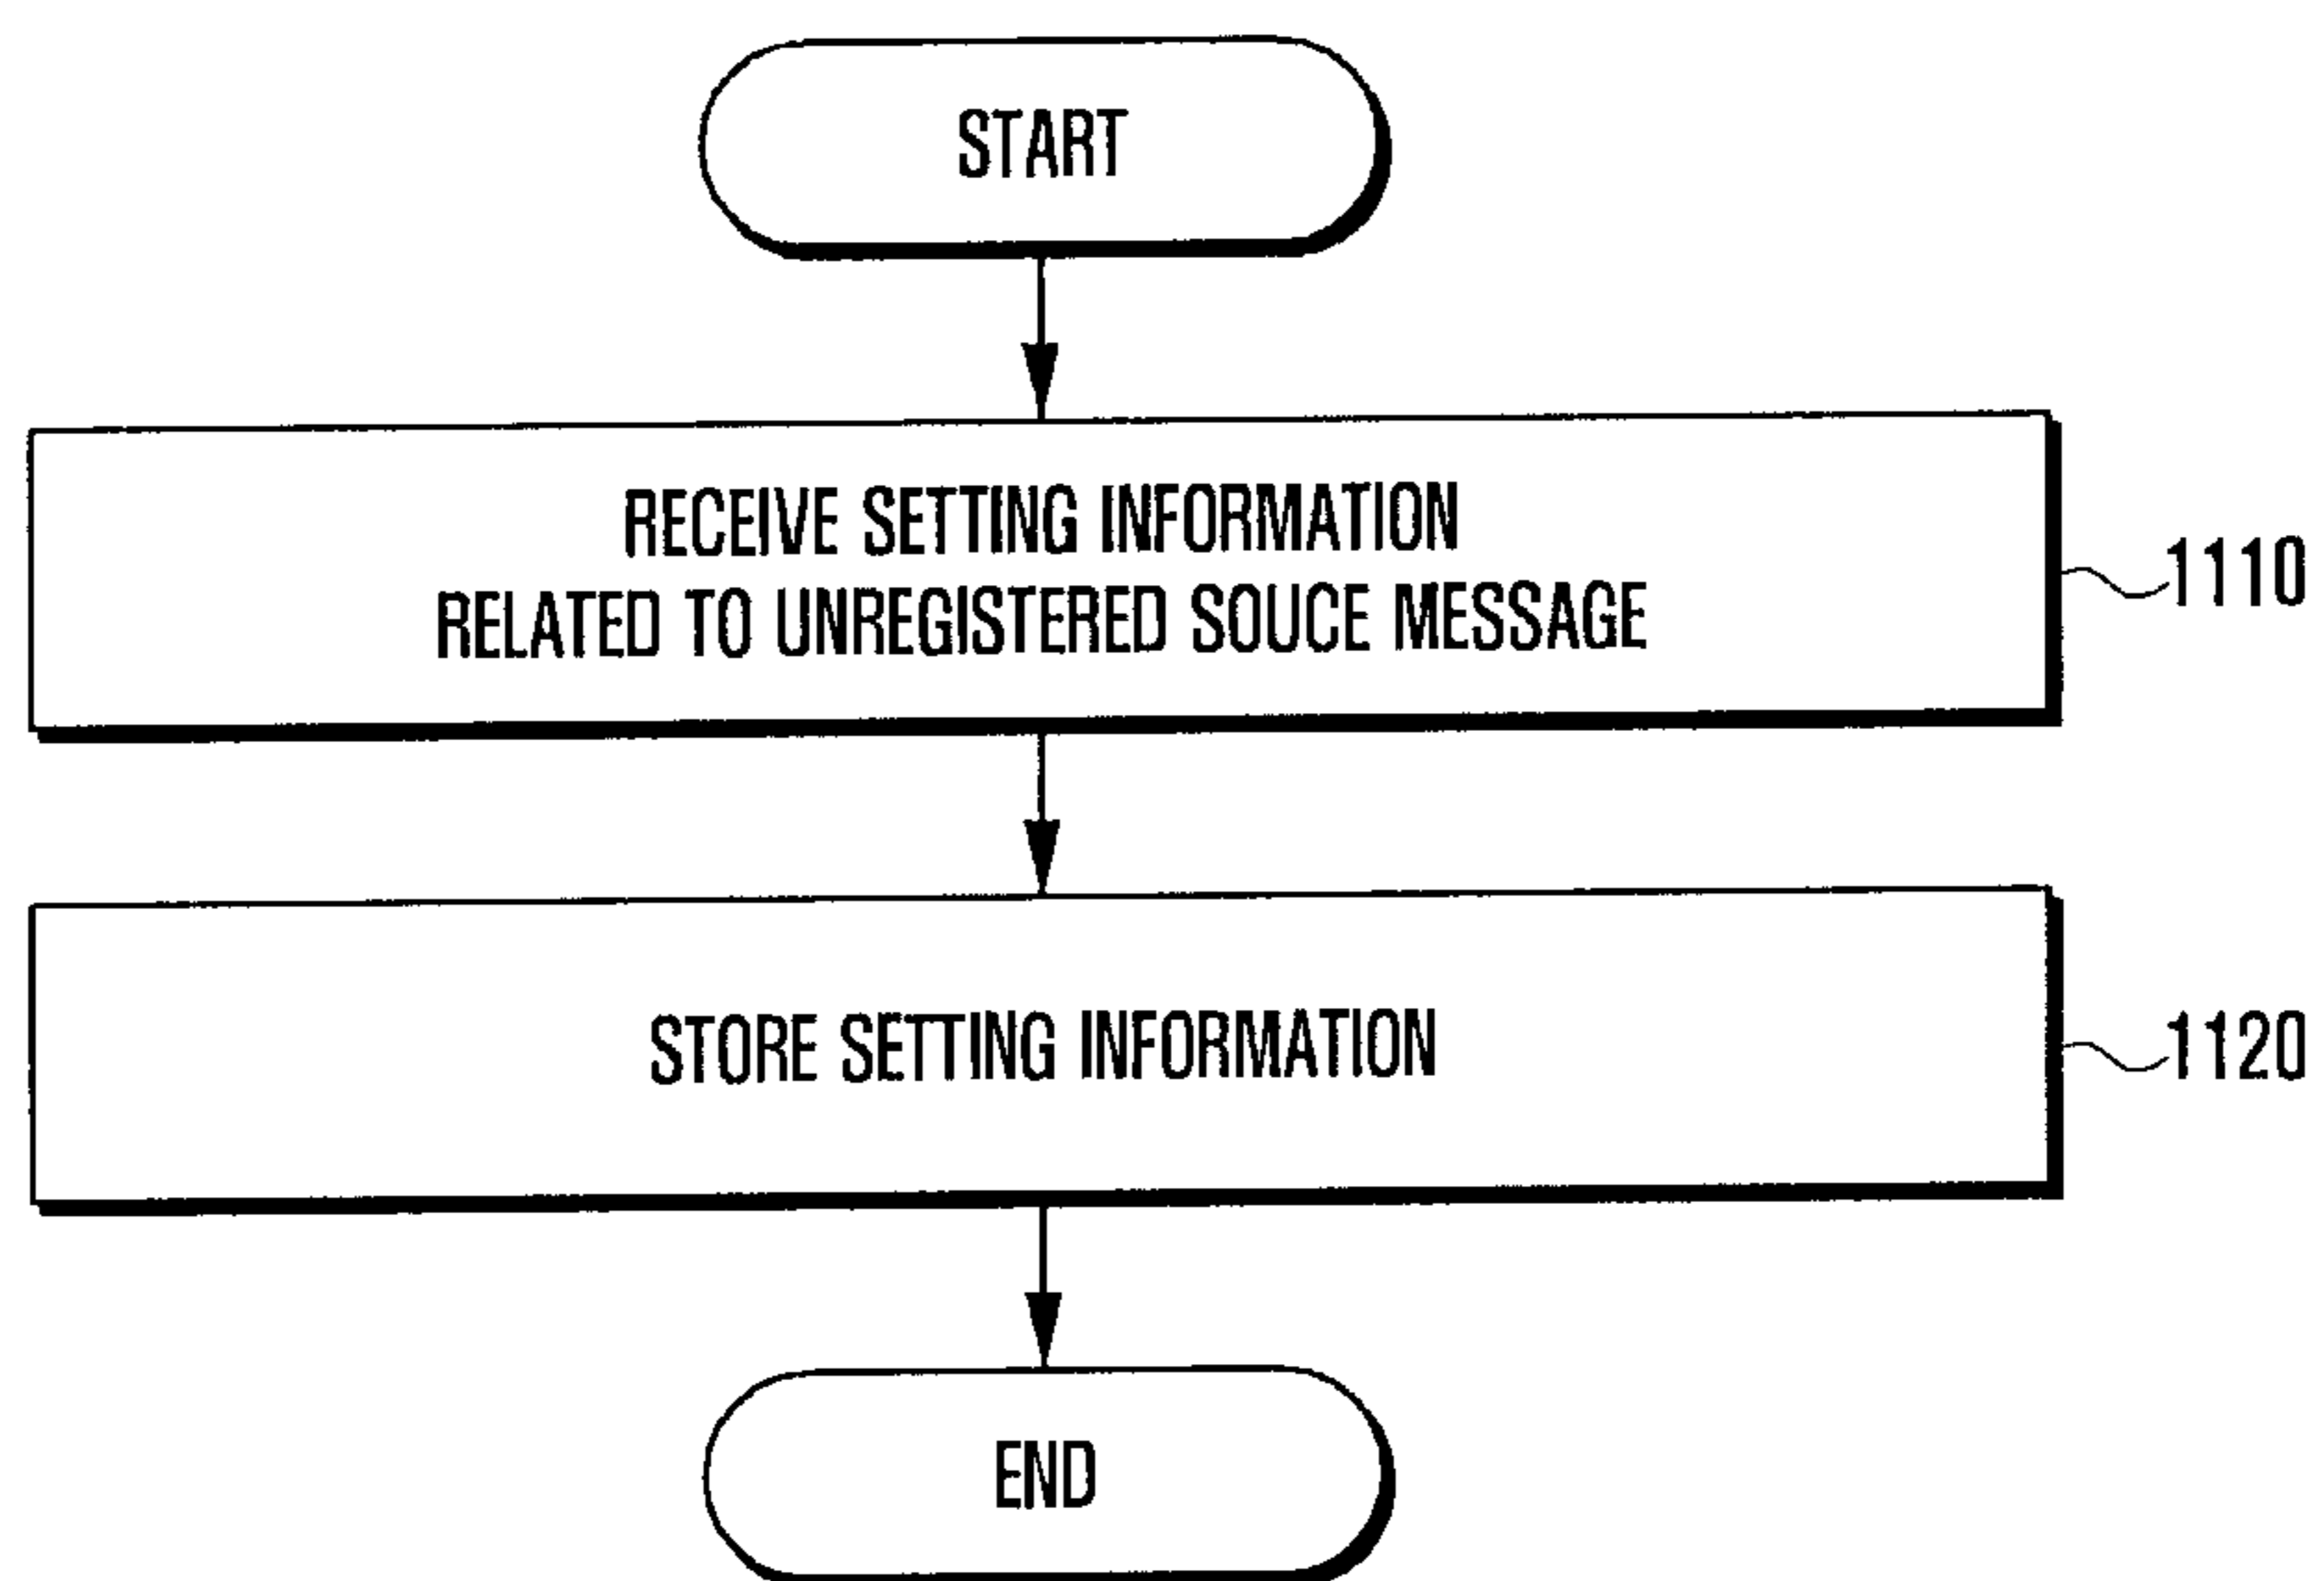 START
RECEIVE SETTING INFORMATION
RELATED TO UNREGISTERED SOUCE MESSAGE
1110
STORE SETTING INFORMATION
1120
END